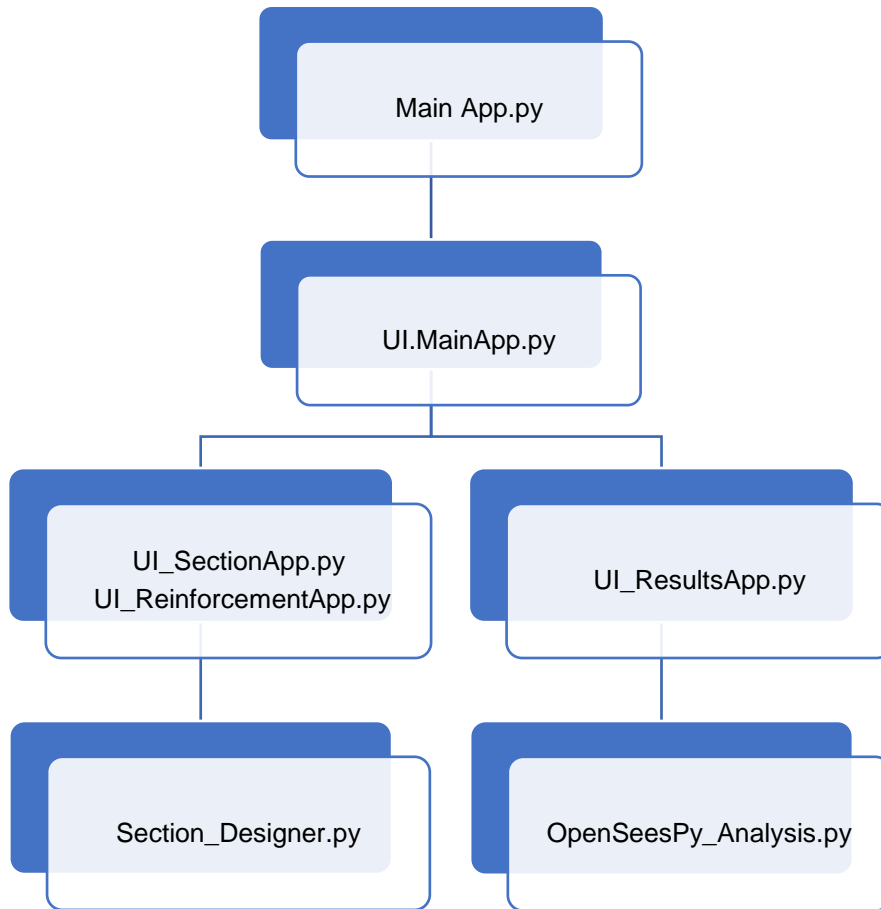 Main App.py
UI.MainApp.py
UI_SectionApp.py
UI_ReinforcementApp.py
UI_ResultsApp.py
Section_Designer.py
OpenSeesPy_Analysis.py